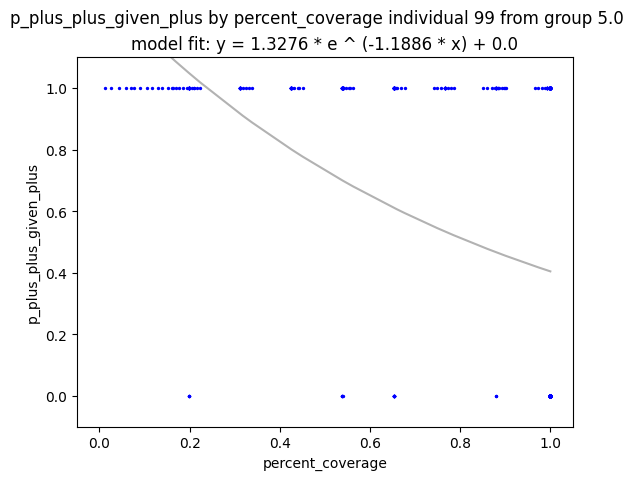 p_plus_plus_given_plus by percent_coverage individual 99 from group 5.0
model fit: y = 1.3276 * e ^ (-1.1886 * x) + 0.0
p_plus_plus_given_plus
1.0
0.8
0.6
0.4
0.2
0.0
0.0 0.2 0.4 0.6 0.8 1.0
percent_coverage